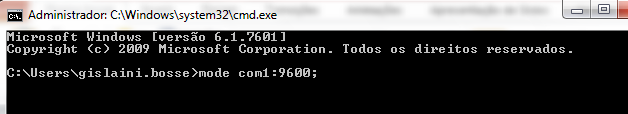 Administrador: C:\Windows\system32\cmd.exe
Microsoft Windows [versão 6.1.7601]
Copyright (c) 2009 Microsoft Corporation. Todos os direitos reservados.
C:\Users\gislaini.bosse>mode com1:9600;